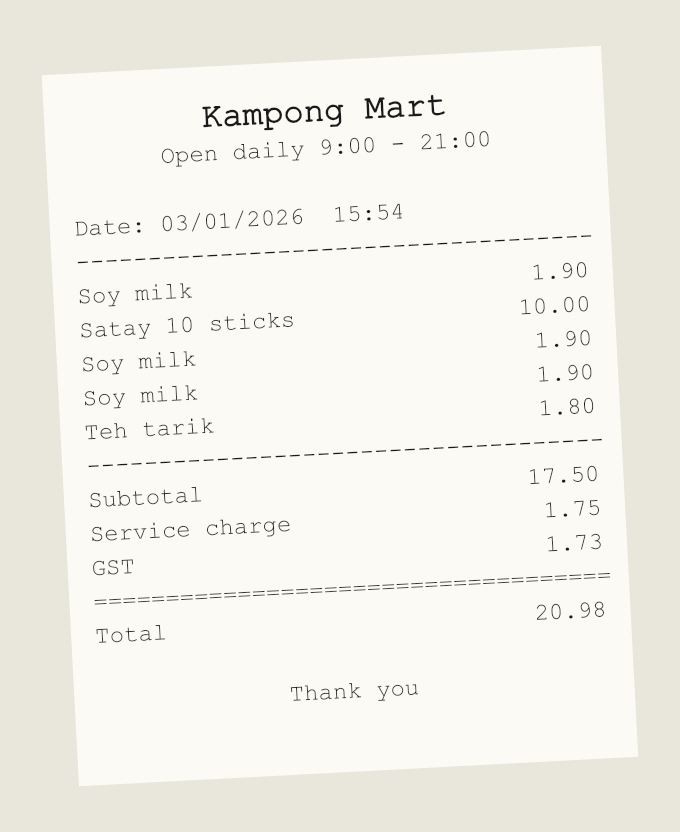 Kampong Mart
Open daily 9:00 - 21:00
Date: 03/01/2026  15:54
------------------------------------
Soy milk 1.90
Satay 10 sticks 10.00
Soy milk 1.90
Soy milk 1.90
Teh tarik 1.80
------------------------------------
Subtotal 17.50
Service charge 1.75
GST 1.73
====================================
Total 20.98
Thank you